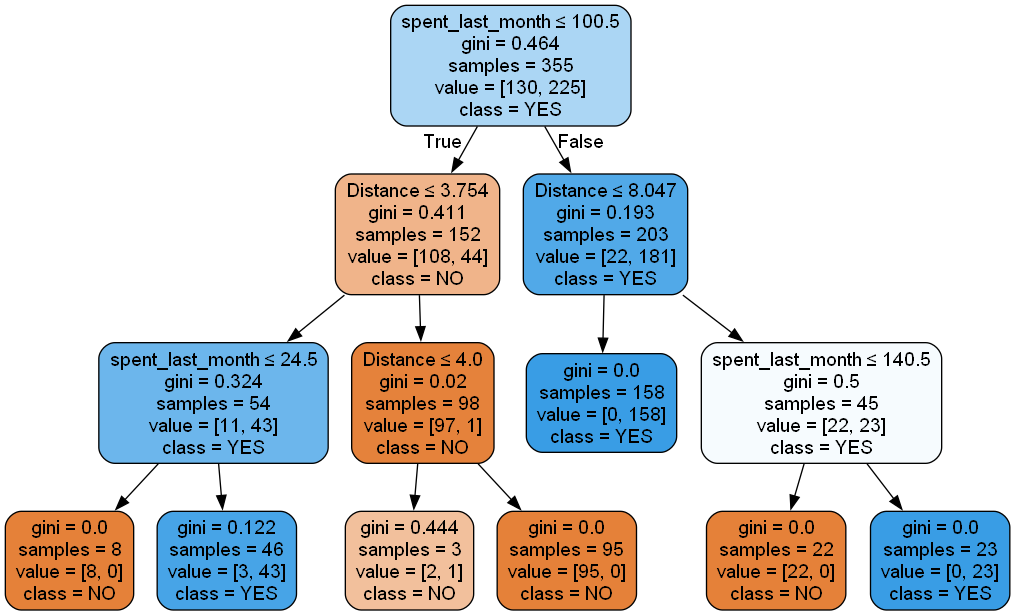 spent_last_month ≤ 100.5
gini = 0.464
samples = 355
value = [130, 225]
class = YES
True
False
Distance ≤ 3.754
gini = 0.411
samples = 152
value = [108, 44]
class = NO
Distance ≤ 8.047
gini = 0.193
samples = 203
value = [22, 181]
class = YES
spent_last_month ≤ 24.5
gini = 0.324
samples = 54
value = [11, 43]
class = YES
Distance ≤ 4.0
gini = 0.02
samples = 98
value = [97, 1]
class = NO
gini = 0.0
samples = 158
value = [0, 158]
class = YES
spent_last_month ≤ 140.5
gini = 0.5
samples = 45
value = [22, 23]
class = YES
gini = 0.0
samples = 8
value = [8, 0]
class = NO
gini = 0.122
samples = 46
value = [3, 43]
class = YES
gini = 0.444
samples = 3
value = [2, 1]
class = NO
gini = 0.0
samples = 95
value = [95, 0]
class = NO
gini = 0.0
samples = 22
value = [22, 0]
class = NO
gini = 0.0
samples = 23
value = [0, 23]
class = YES